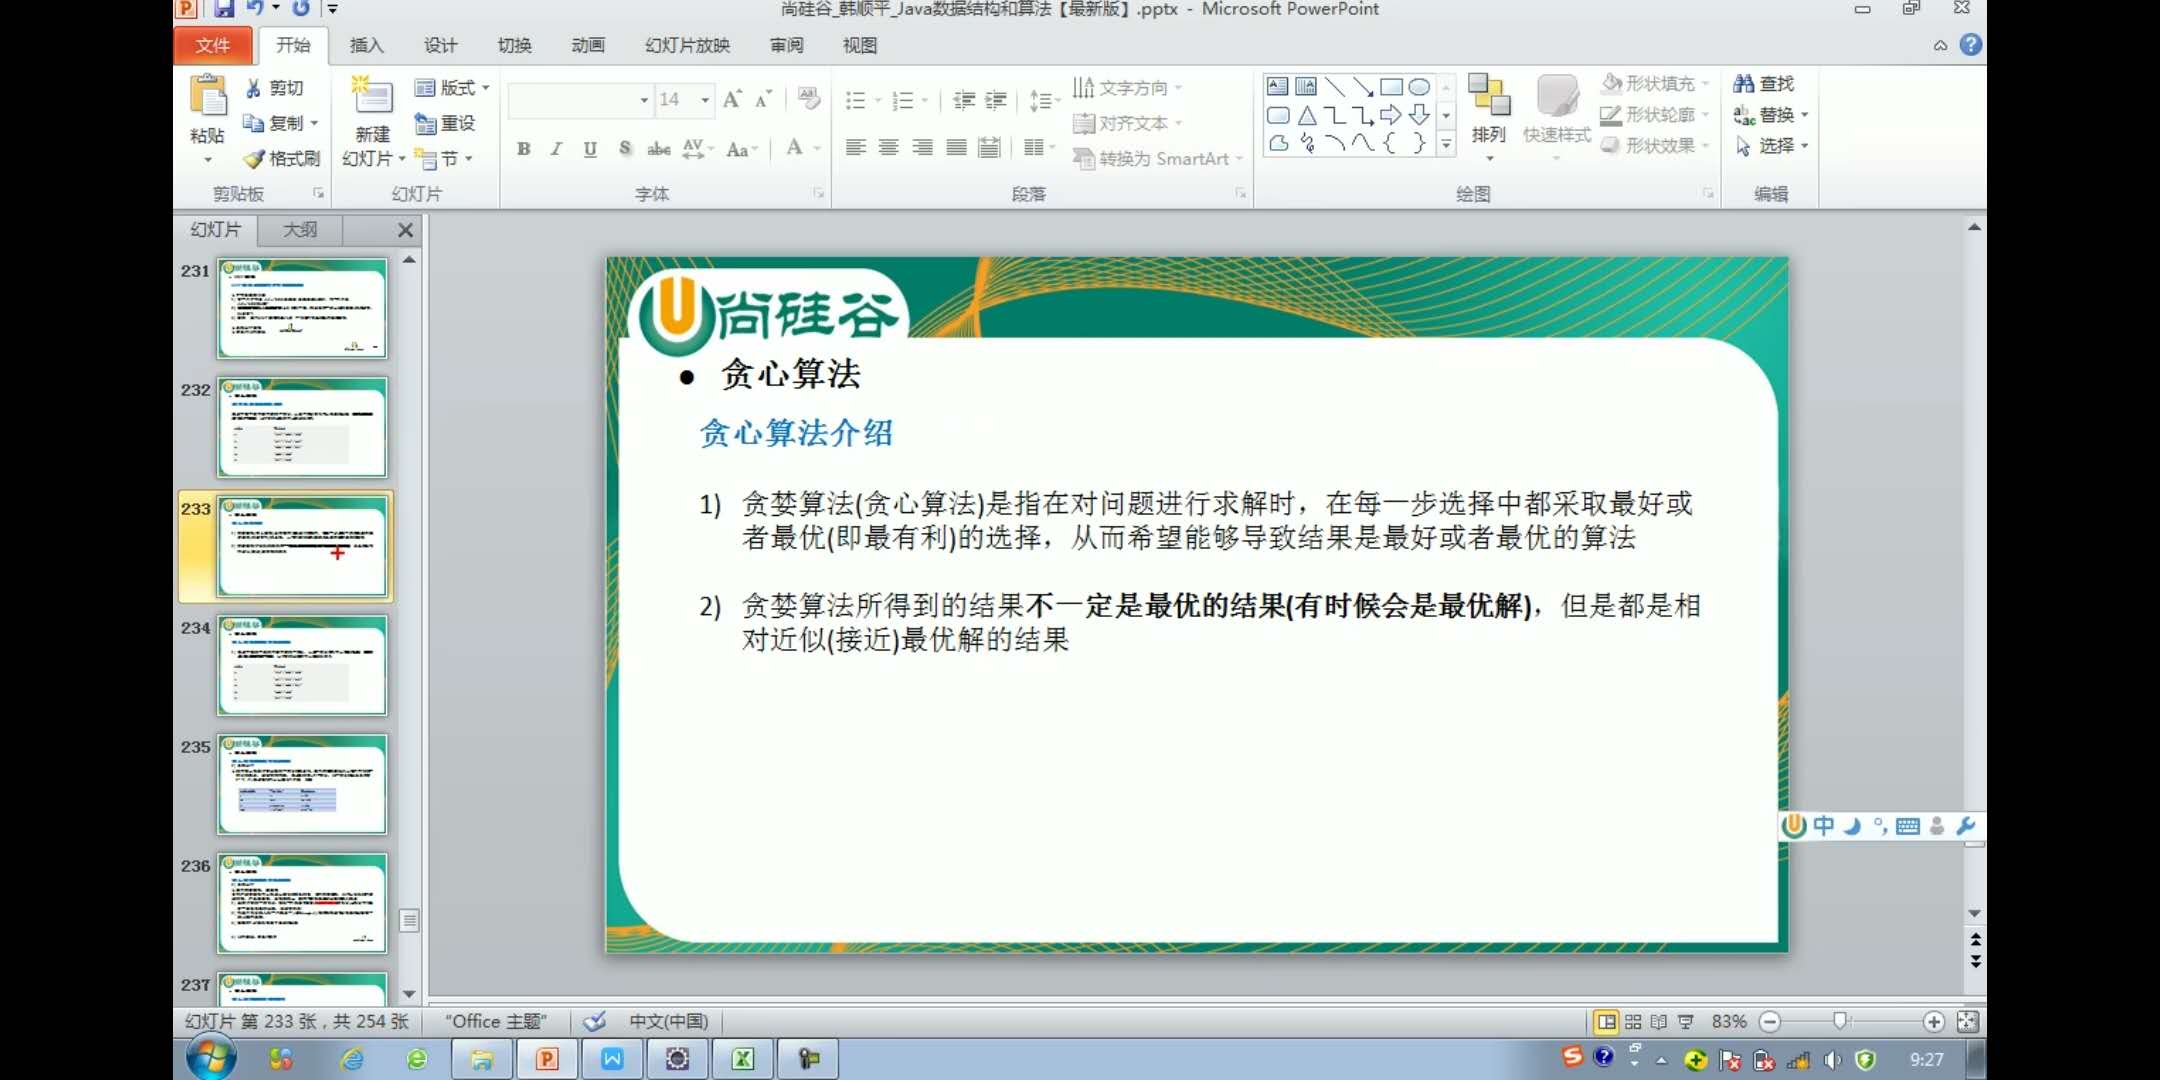 尚硅谷_韩顺平_Java数据结构和算法【最新版】.pptx - Microsoft PowerPoint
文件 开始 插入 设计 切换 动画 幻灯片放映 审阅 视图
粘贴 剪切 复制 格式刷
新建幻灯片 版式 重设 节
14
B I U S abc AV Aa A
文字方向 对齐文本 转换为 SmartArt
排列 快速样式 形状填充 形状轮廓 形状效果
查找 替换 选择
剪贴板 幻灯片 字体 段落 绘图 编辑
幻灯片 大纲
231
232
233
234
235
236
237
尚硅谷
• 贪心算法
贪心算法介绍
1) 贪婪算法(贪心算法)是指在对问题进行求解时，在每一步选择中都采取最好或
者最优(即最有利)的选择，从而希望能够导致结果是最好或者最优的算法
2) 贪婪算法所得到的结果不一定是最优的结果(有时候会是最优解)，但是都是相
对近似(接近)最优解的结果
中
幻灯片 第 233 张，共 254 张 "Office 主题" 中文(中国) 83%
9:27